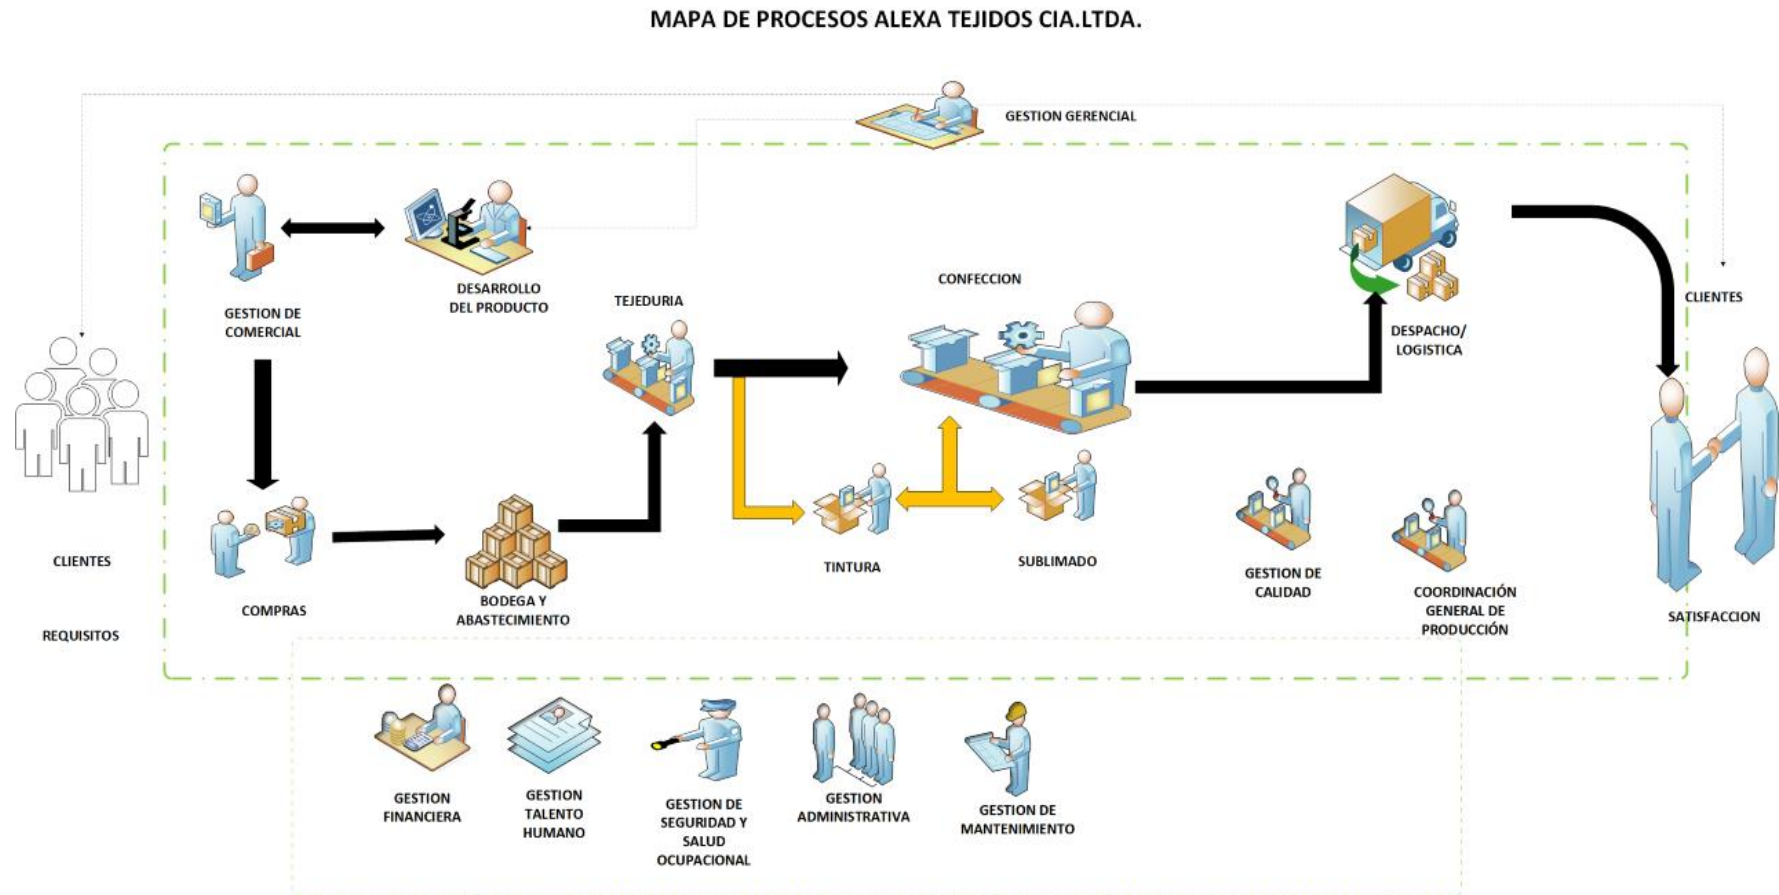 MAPA DE PROCESOS ALEXA TEJIDOS CIA.LTDA.
GESTION GERENCIAL
GESTION DE
COMERCIAL
DESARROLLO
DEL PRODUCTO
TEJEDURIA
CONFECCION
DESPACHO/
LOGISTICA
CLIENTES
CLIENTES
REQUISITOS
COMPRAS
BODEGA Y
ABASTECIMIENTO
TINTURA
SUBLIMADO
GESTION DE
CALIDAD
COORDINACIÓN
GENERAL DE
PRODUCCIÓN
SATISFACCION
GESTION
FINANCIERA
GESTION
TALENTO
HUMANO
GESTION DE
SEGURIDAD Y
SALUD
OCUPACIONAL
GESTION
ADMINISTRATIVA
GESTION DE
MANTENIMIENTO